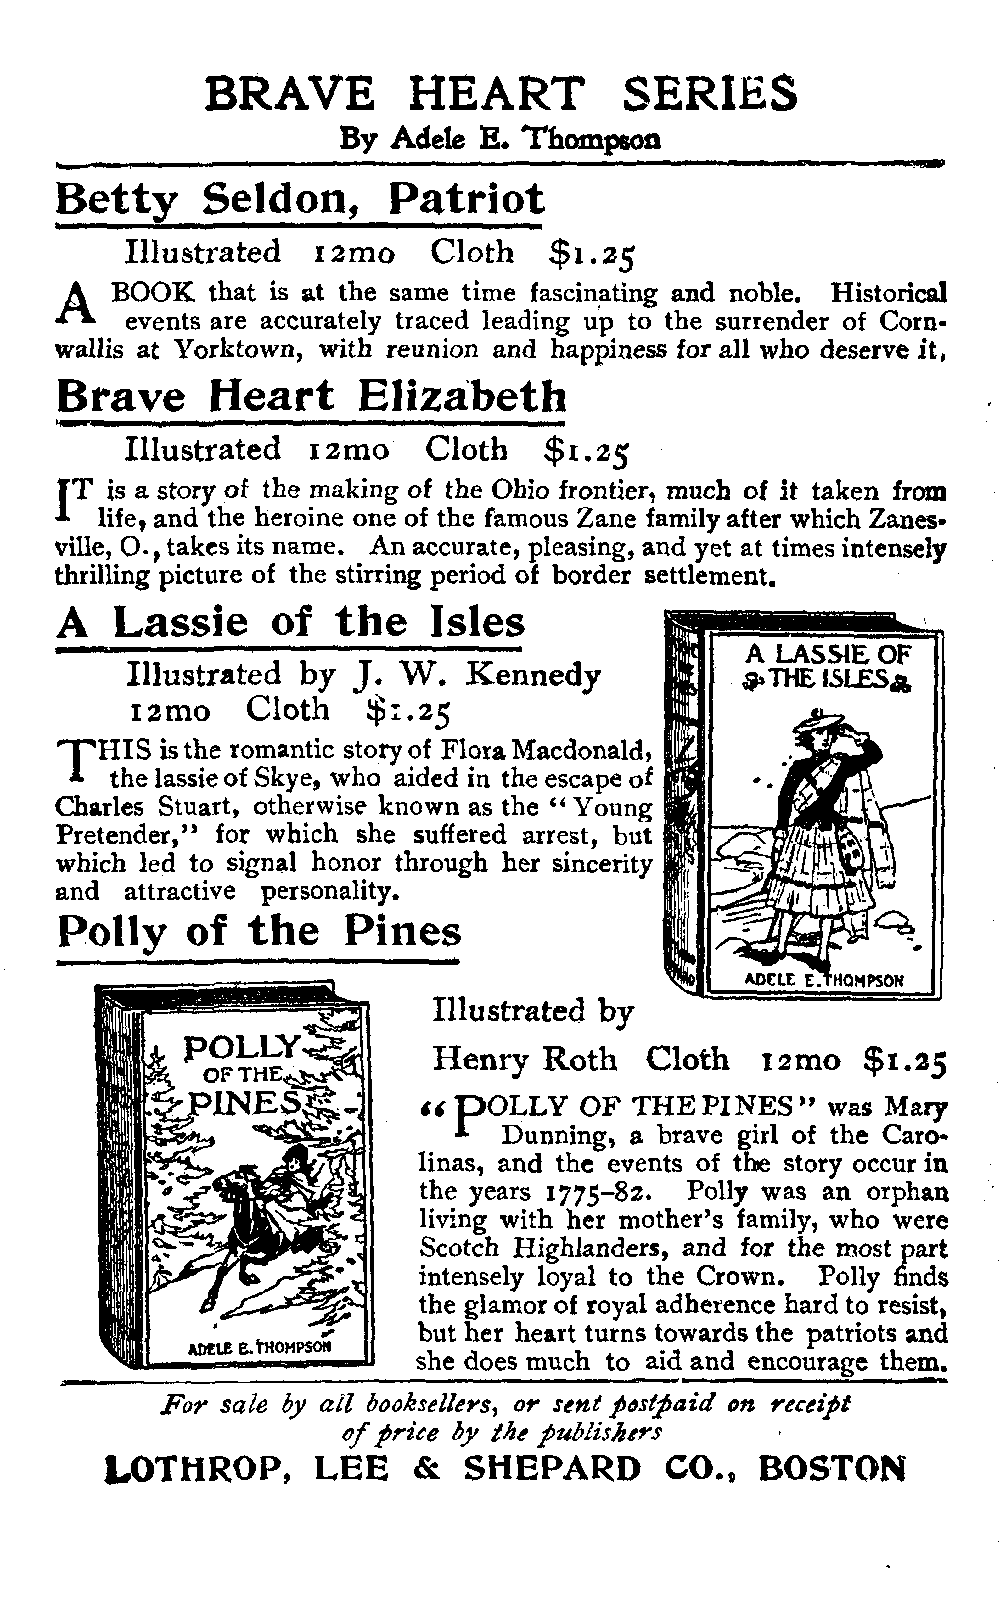 BRAVE HEART SERIES
By Adele E. Thompson
Betty Seldon, Patriot
Illustrated 12mo Cloth $1.25
A BOOK that is at the same time fascinating and noble. Historical
events are accurately traced leading up to the surrender of Corn-
wallis at Yorktown, with reunion and happiness for all who deserve it,
Brave Heart Elizabeth
Illustrated 12mo Cloth $1.25
IT is a story of the making of the Ohio frontier, much of it taken from
life, and the heroine one of the famous Zane family after which Zanes-
ville, O., takes its name. An accurate, pleasing, and yet at times intensely
thrilling picture of the stirring period of border settlement.
A Lassie of the Isles
Illustrated by J. W. Kennedy
12mo Cloth $1.25
THIS is the romantic story of Flora Macdonald,
the lassie of Skye, who aided in the escape of
Charles Stuart, otherwise known as the "Young
Pretender," for which she suffered arrest, but
which led to signal honor through her sincerity
and attractive personality.
A LASSIE OF
THE ISLES
ADELE E. THOMPSON
Polly of the Pines
POLLY
OF THE
PINES
ADELE E. THOMPSON
Illustrated by
Henry Roth Cloth 12mo $1.25
"POLLY OF THE PINES" was Mary
Dunning, a brave girl of the Caro-
linas, and the events of the story occur in
the years 1775-82. Polly was an orphan
living with her mother's family, who were
Scotch Highlanders, and for the most part
intensely loyal to the Crown. Polly finds
the glamor of royal adherence hard to resist,
but her heart turns towards the patriots and
she does much to aid and encourage them.
For sale by all booksellers, or sent postpaid on receipt
of price by the publishers
LOTHROP, LEE & SHEPARD CO., BOSTON